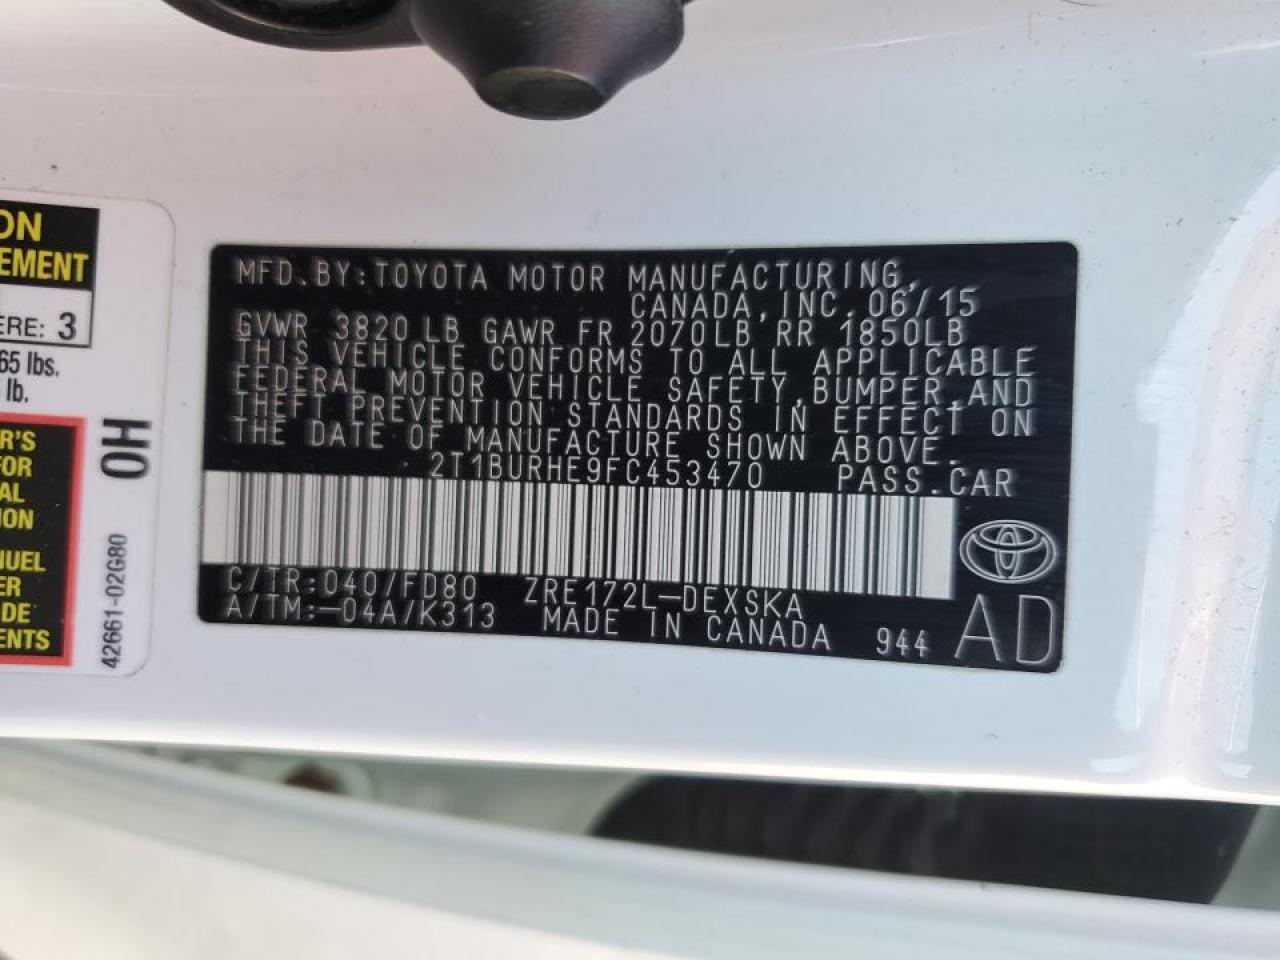 ON
EMENT
ERE: 3
65 lbs.
lb.
R'S
FOR
AL
ION
NUEL
ER
DE
ENTS
OH
42661-02G80
MFD.BY:TOYOTA MOTOR MANUFACTURING,
CANADA,INC.06/15
GVWR 3820 LB GAWR FR 2070LB RR 1850LB
THIS VEHICLE CONFORMS TO ALL APPLICABLE
FEDERAL MOTOR VEHICLE SAFETY,BUMPER,AND
THEFT PREVENTION STANDARDS IN EFFECT ON
THE DATE OF MANUFACTURE SHOWN ABOVE.
2T1BURHE9FC453470 PASS.CAR
C/TR:040/FD80 ZRE172L-DEXSKA
A/TM:-04A/K313 MADE IN CANADA 944 AD